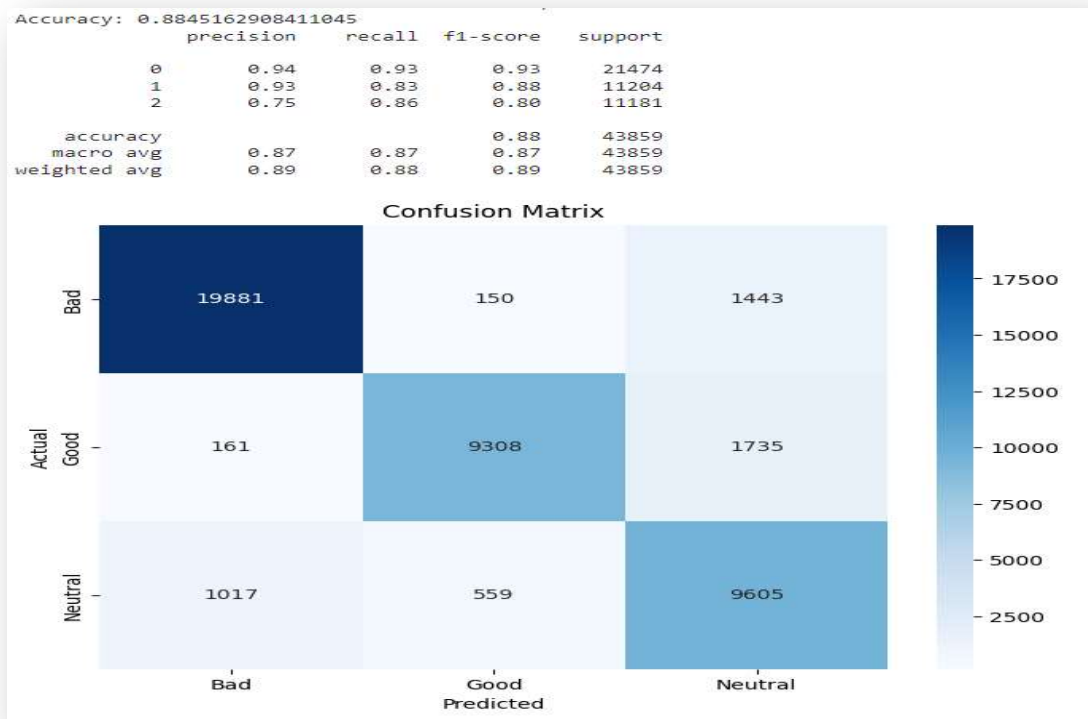 Accuracy: 0.8845162908411045
precision recall f1-score support
0 0.94 0.93 0.93 21474
1 0.93 0.83 0.88 11204
2 0.75 0.86 0.80 11181
accuracy 0.88 43859
macro avg 0.87 0.87 0.87 43859
weighted avg 0.89 0.88 0.89 43859
Confusion Matrix
Bad 19881 150 1443
Actual
Good 161 9308 1735
Neutral 1017 559 9605
Bad Good Neutral
Predicted
17500
15000
12500
10000
7500
5000
2500